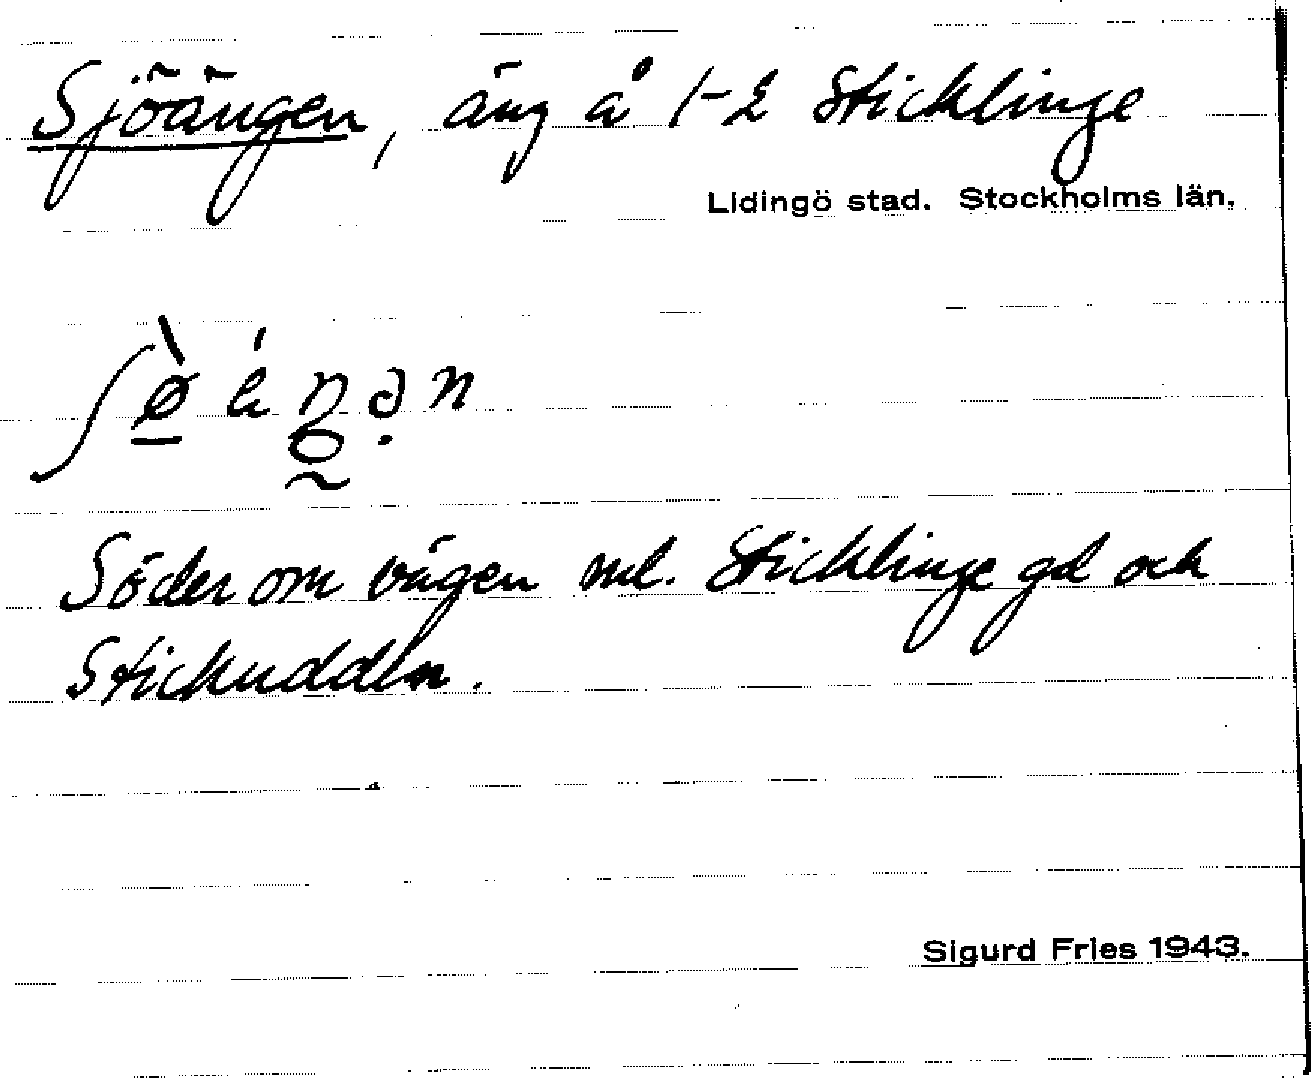 Sjöängen, äng å 1-2 Sticklinge
Lidingö stad. Stockholms län.
Söder om vägen ml. Sticklinge gd och
Stickudden.
Sigurd Fries 1943.